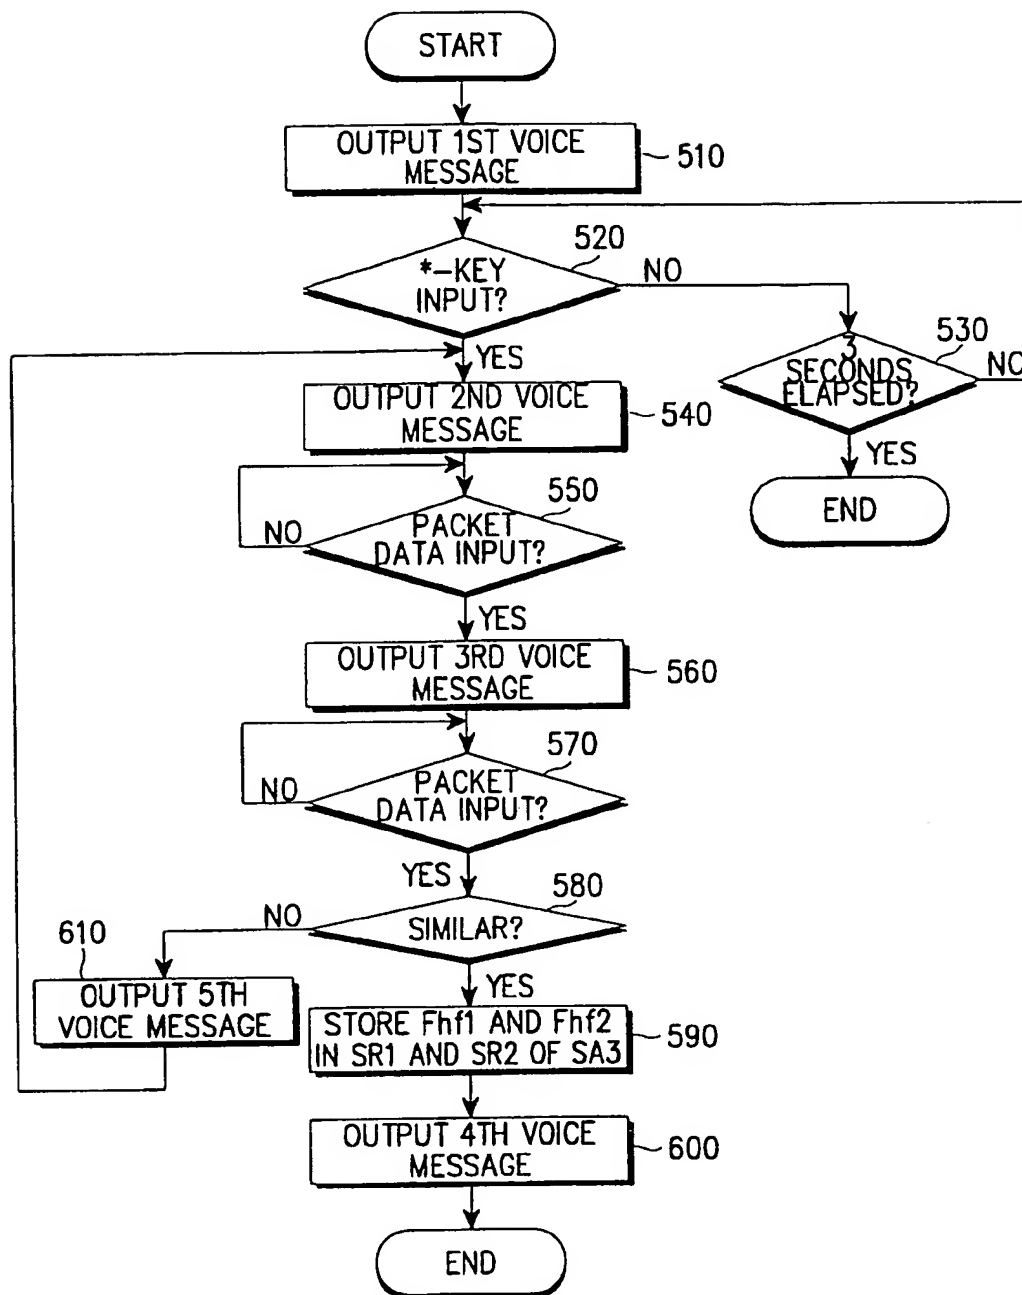 START
OUTPUT 1ST VOICE
MESSAGE
510
520
*-KEY
INPUT?
NO
530
3
SECONDS
ELAPSED?
NO
YES
YES
END
OUTPUT 2ND VOICE
MESSAGE
540
550
PACKET
DATA INPUT?
NO
YES
OUTPUT 3RD VOICE
MESSAGE
560
570
PACKET
DATA INPUT?
NO
YES
580
SIMILAR?
NO
610
OUTPUT 5TH
VOICE MESSAGE
YES
STORE Fhf1 AND Fhf2
IN SR1 AND SR2 OF SA3
590
OUTPUT 4TH VOICE
MESSAGE
600
END